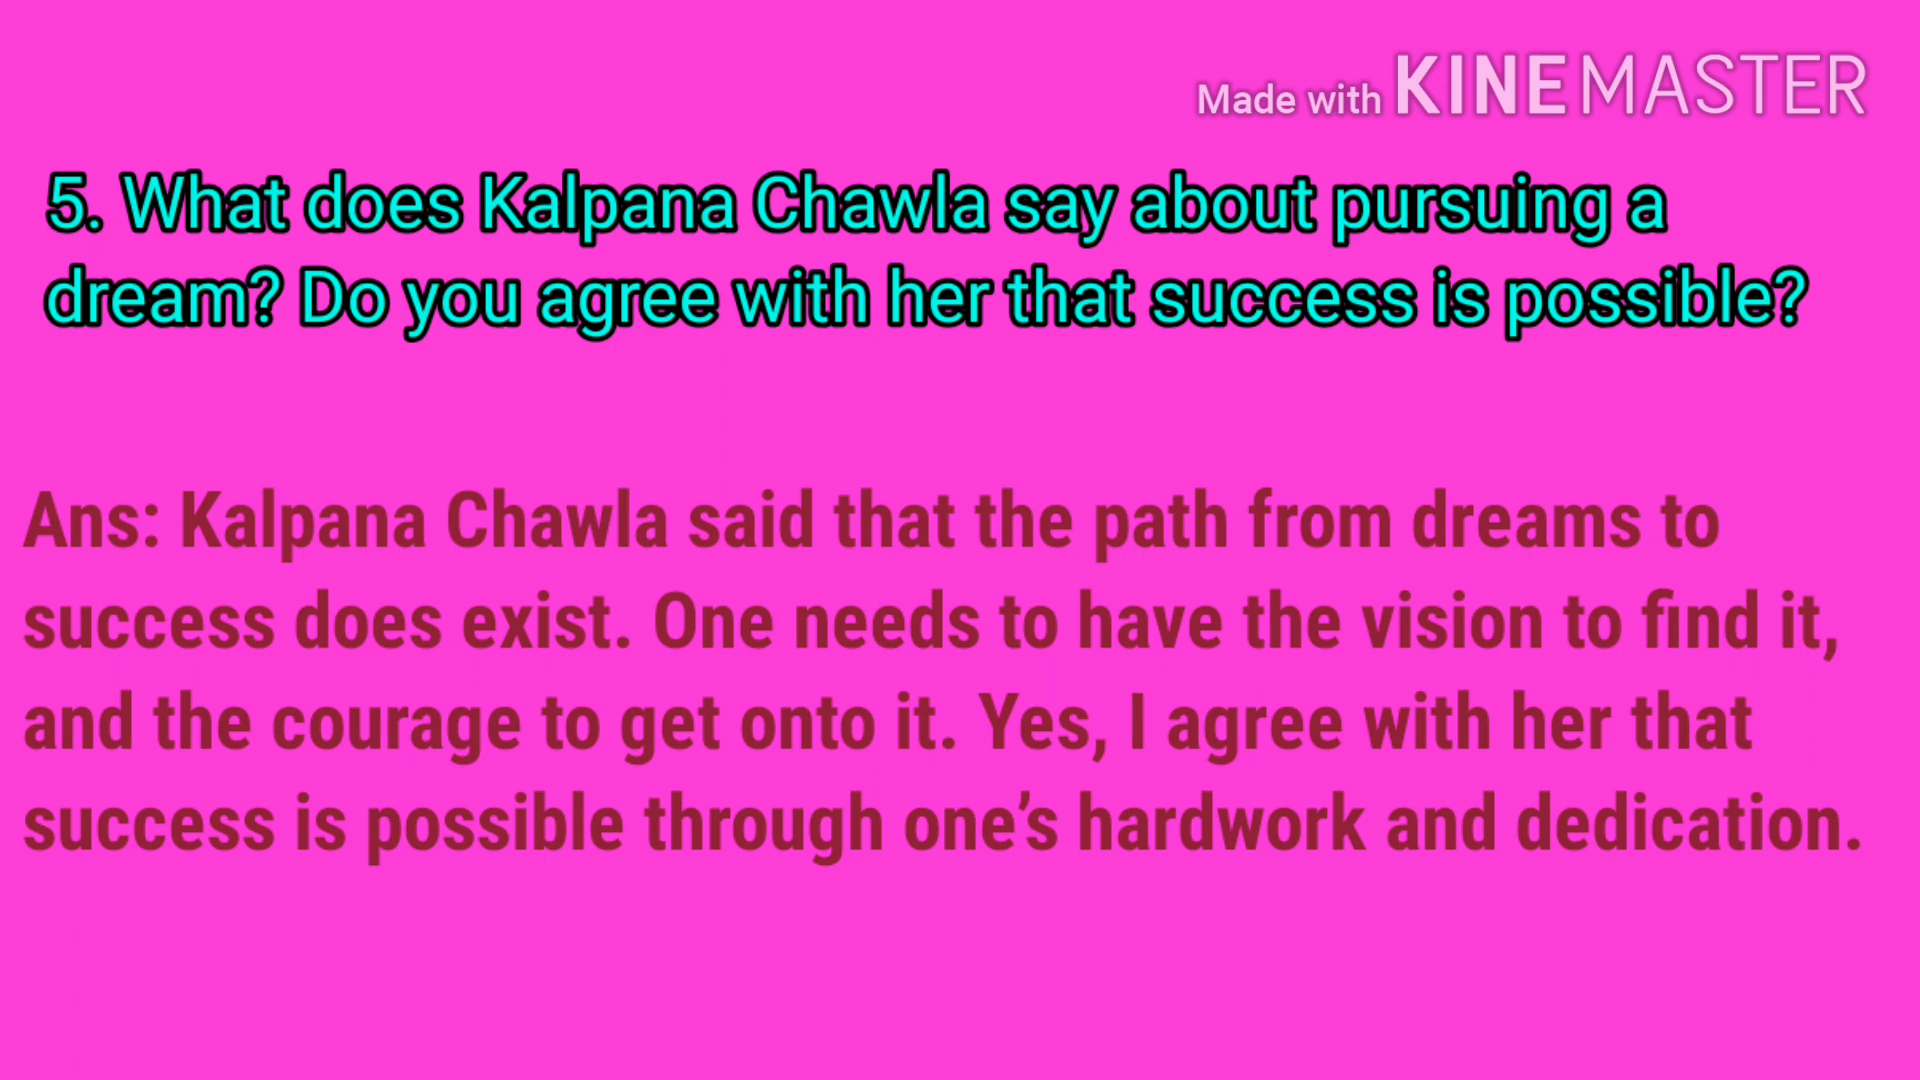 Made with KINEMASTER
5. What does Kalpana Chawla say about pursuing a
dream? Do you agree with her that success is possible?
Ans: Kalpana Chawla said that the path from dreams to
success does exist. One needs to have the vision to find it,
and the courage to get onto it. Yes, I agree with her that
success is possible through one’s hardwork and dedication.